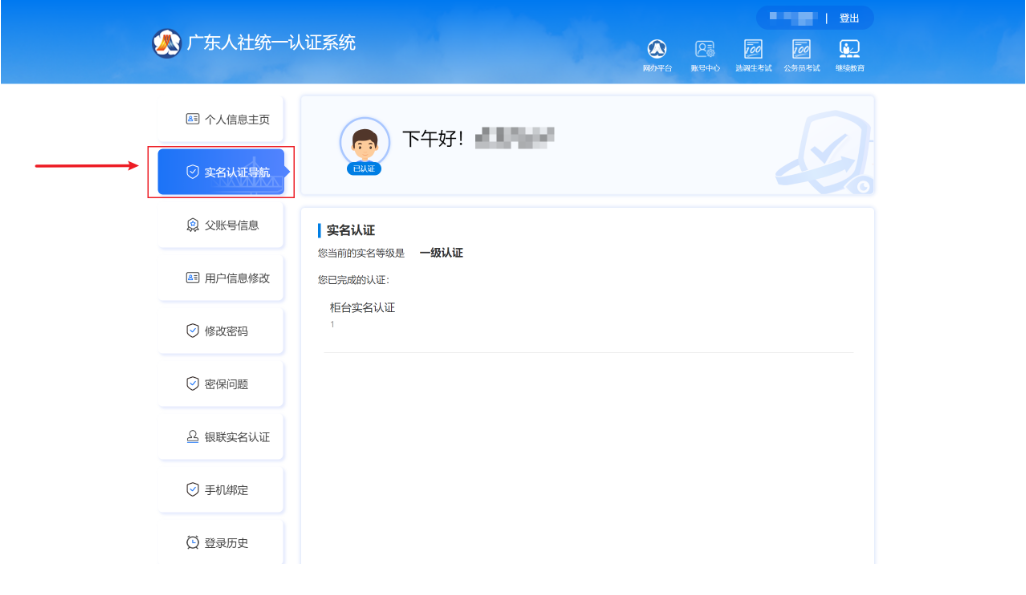 登出
广东人社统一认证系统
网办平台
账号中心
选调生考试
公务员考试
继续教育
个人信息主页
实名认证导航
父账号信息
用户信息修改
修改密码
密保问题
银联实名认证
手机绑定
登录历史
下午好！
已认证
实名认证
您当前的实名等级是 一级认证
您已完成的认证：
柜台实名认证
1